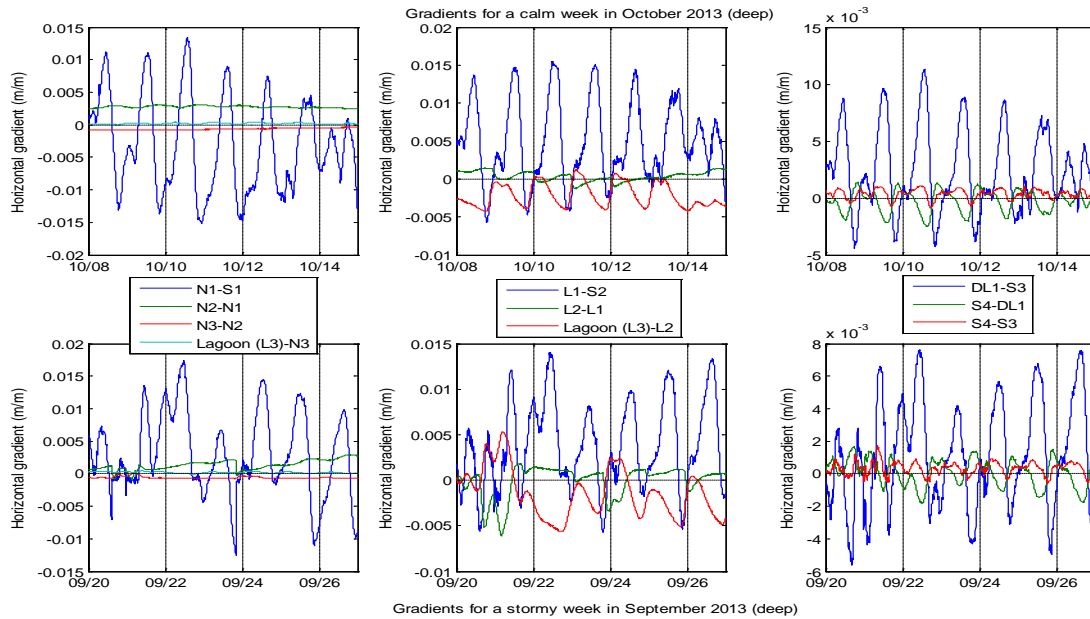 Gradients for a calm week in October 2013 (deep)
Horizontal gradient (m/m)
0.015
0.01
0.005
0
-0.005
-0.01
-0.015
-0.02
10/08 10/10 10/12 10/14
Horizontal gradient (m/m)
0.02
0.015
0.01
0.005
0
-0.005
-0.01
10/08 10/10 10/12 10/14
x 10-3
Horizontal gradient (m/m)
15
10
5
0
-5
10/08 10/10 10/12 10/14
N1-S1
N2-N1
N3-N2
Lagoon (L3)-N3
L1-S2
L2-L1
Lagoon (L3)-L2
DL1-S3
S4-DL1
S4-S3
Horizontal gradient (m/m)
0.02
0.015
0.01
0.005
0
-0.005
-0.01
-0.015
09/20 09/22 09/24 09/26
Horizontal gradient (m/m)
0.015
0.01
0.005
0
-0.005
-0.01
09/20 09/22 09/24 09/26
x 10-3
Horizontal gradient (m/m)
8
6
4
2
0
-2
-4
-6
09/20 09/22 09/24 09/26
Gradients for a stormy week in September 2013 (deep)